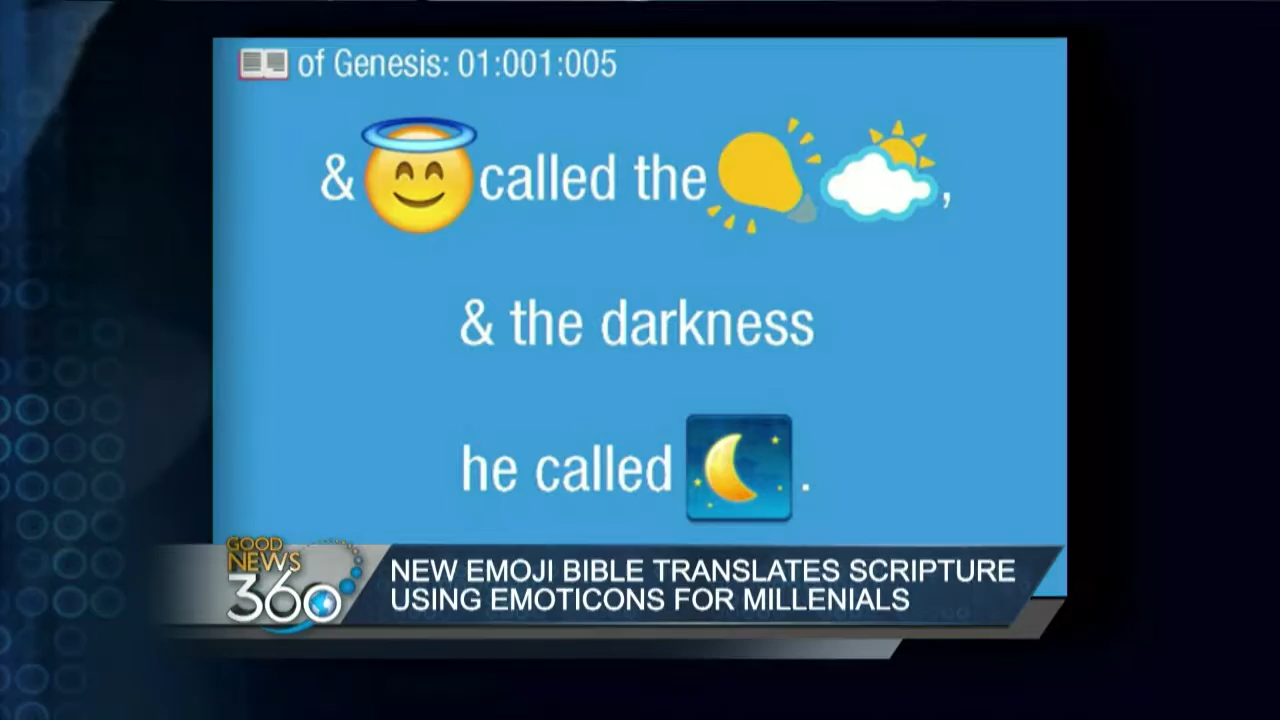 of Genesis: 01:001:005
& 😇 called the 💡 ⛅,
& the darkness
he called 🌙.
GOOD
NEWS
360
NEW EMOJI BIBLE TRANSLATES SCRIPTURE
USING EMOTICONS FOR MILLENIALS